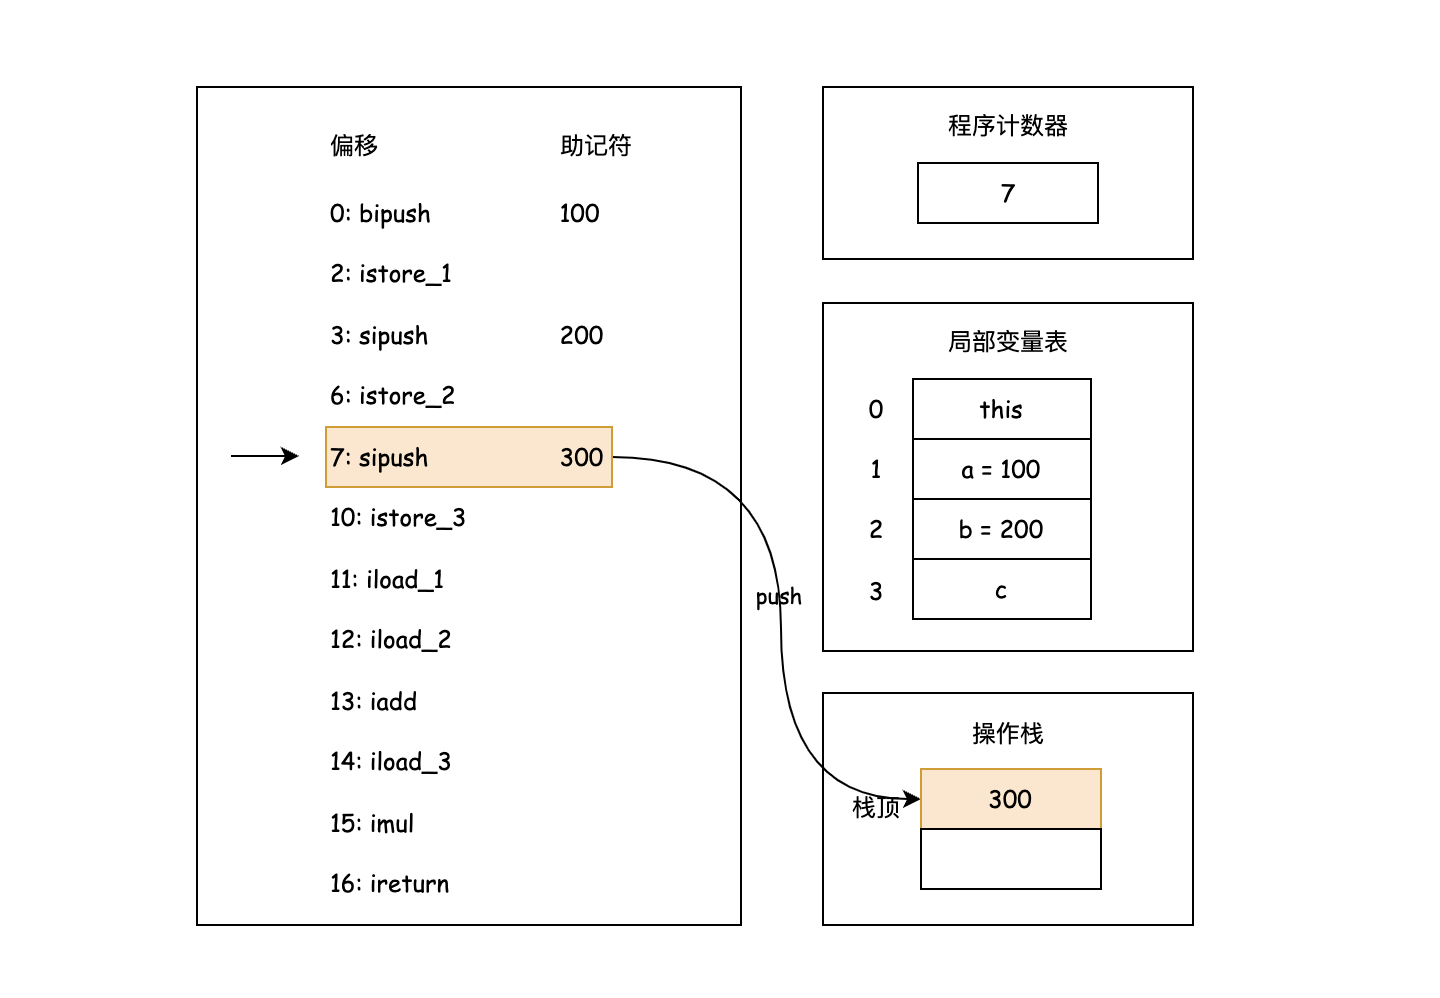 偏移 助记符
0: bipush 100
2: istore_1
3: sipush 200
6: istore_2
7: sipush 300
10: istore_3
11: iload_1
12: iload_2
13: iadd
14: iload_3
15: imul
16: ireturn
push
程序计数器
7
局部变量表
0 this
1 a = 100
2 b = 200
3 c
操作栈
栈顶 300